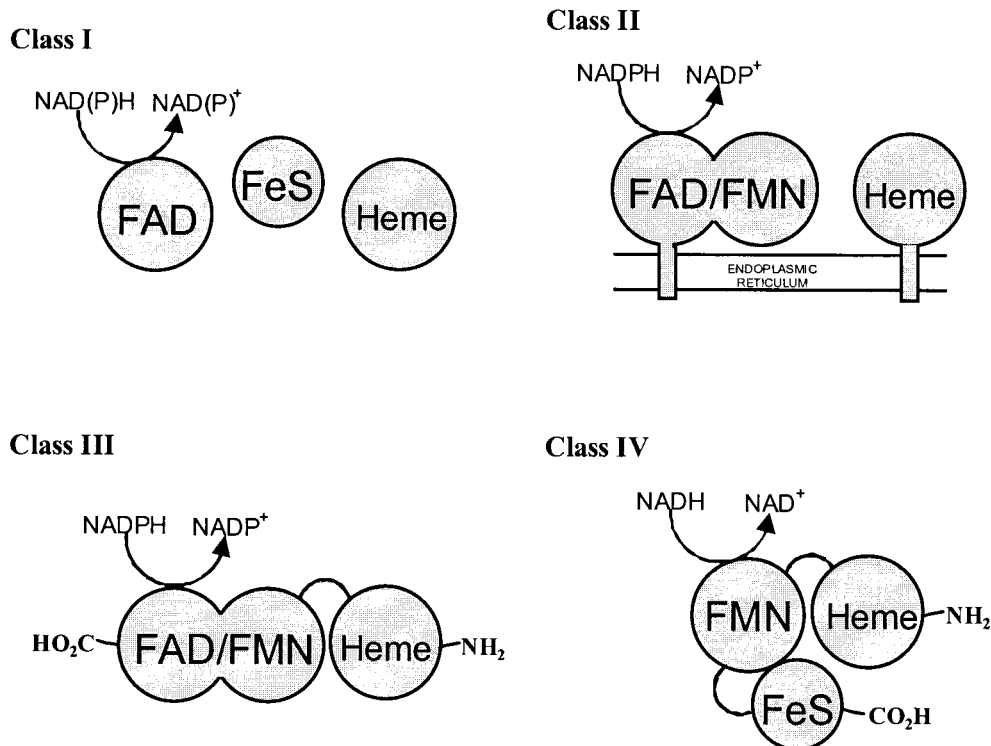 Class I
NAD(P)H NAD(P)⁺
FAD
FeS
Heme
Class II
NADPH NADP⁺
FAD/FMN
Heme
ENDOPLASMIC
RETICULUM
Class III
NADPH NADP⁺
HO₂C
FAD/FMN
Heme
NH₂
Class IV
NADH NAD⁺
FMN
Heme
NH₂
FeS
CO₂H